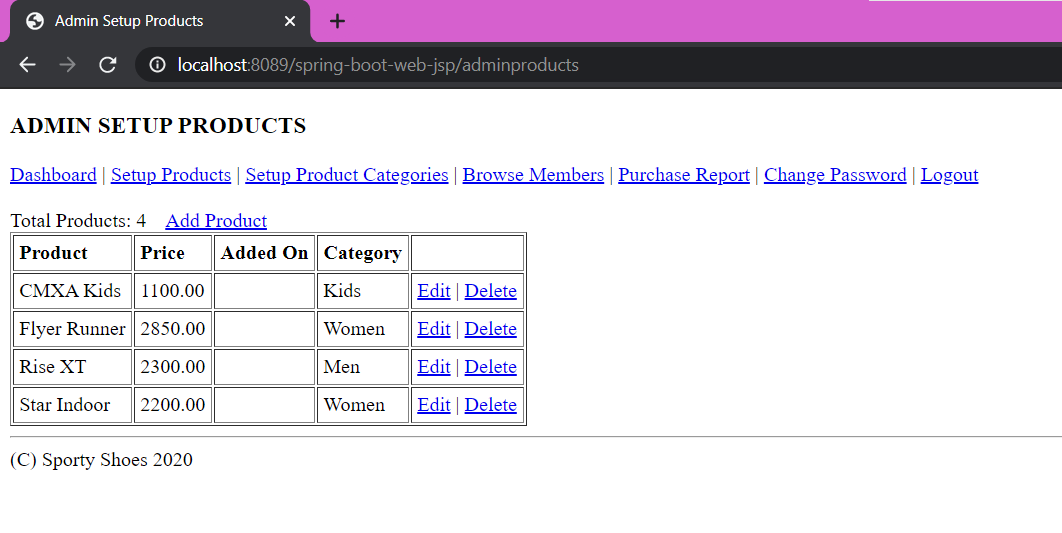 Admin Setup Products
localhost:8089/spring-boot-web-jsp/adminproducts
ADMIN SETUP PRODUCTS
Dashboard | Setup Products | Setup Product Categories | Browse Members | Purchase Report | Change Password | Logout
Total Products: 4 Add Product
Product Price Added On Category
CMXA Kids 1100.00 Kids Edit | Delete
Flyer Runner 2850.00 Women Edit | Delete
Rise XT 2300.00 Men Edit | Delete
Star Indoor 2200.00 Women Edit | Delete
(C) Sporty Shoes 2020